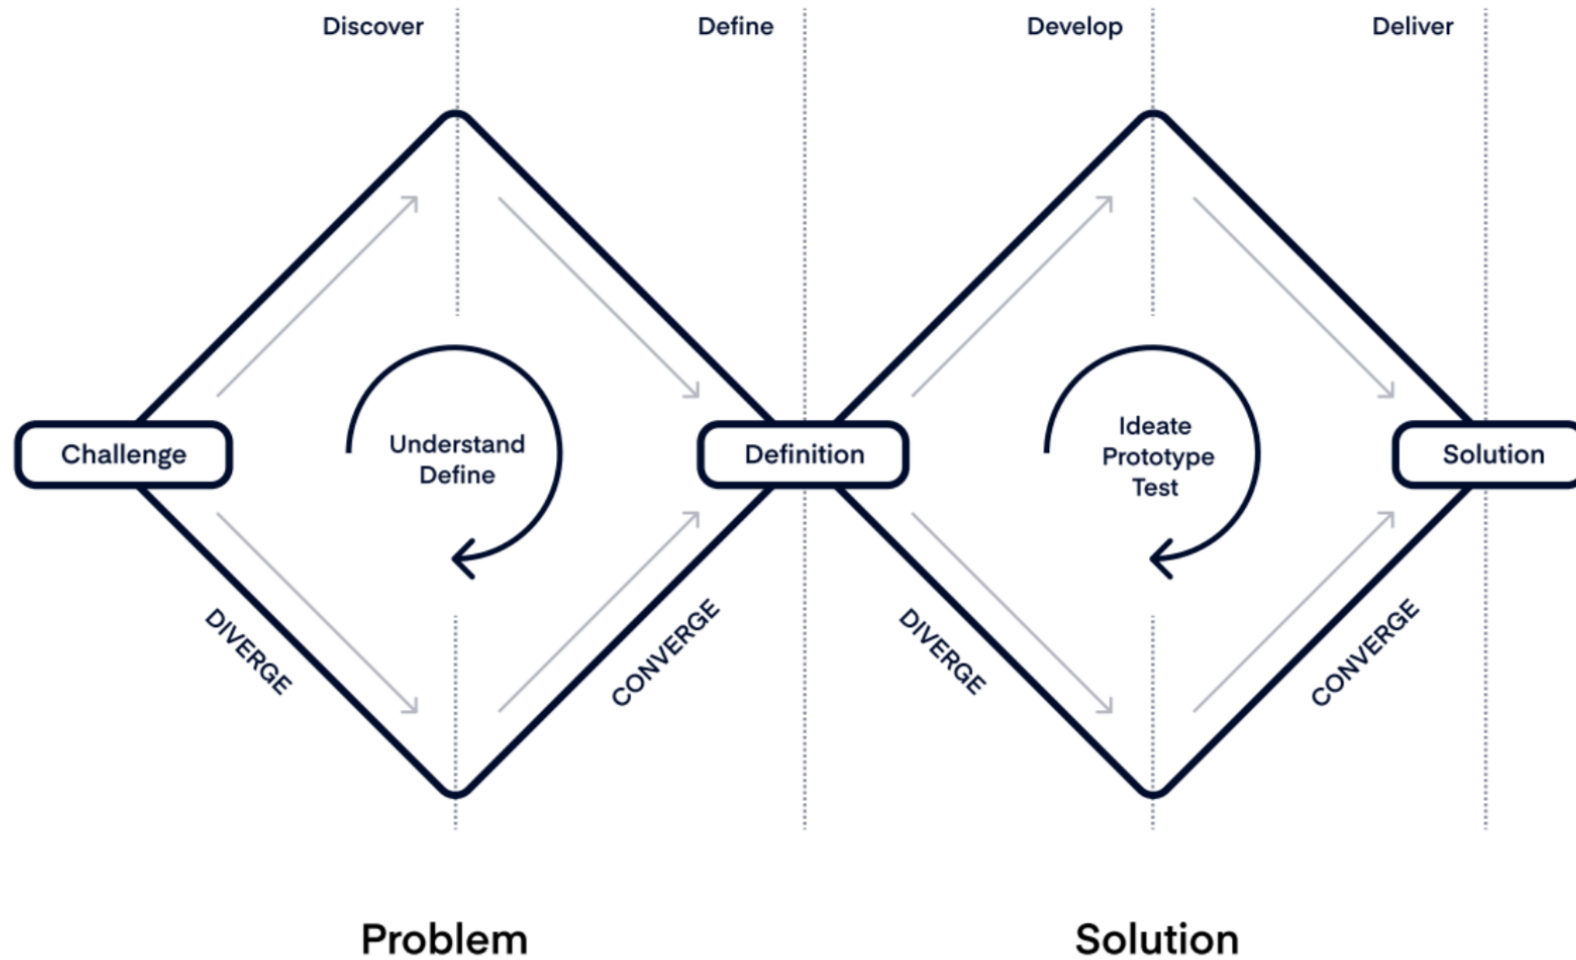 Discover
Define
Develop
Deliver
Challenge
Understand
Define
Definition
Ideate
Prototype
Test
Solution
DIVERGE
CONVERGE
DIVERGE
CONVERGE
Problem
Solution